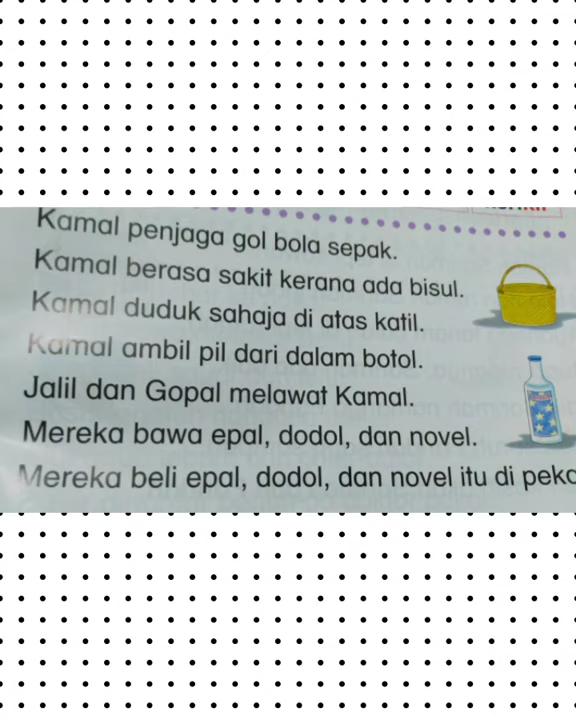 Kamal penjaga gol bola sepak.
Kamal berasa sakit kerana ada bisul.
Kamal duduk sahaja di atas katil.
Kamal ambil pil dari dalam botol.
Jalil dan Gopal melawat Kamal.
Mereka bawa epal, dodol, dan novel.
Mereka beli epal, dodol, dan novel itu di